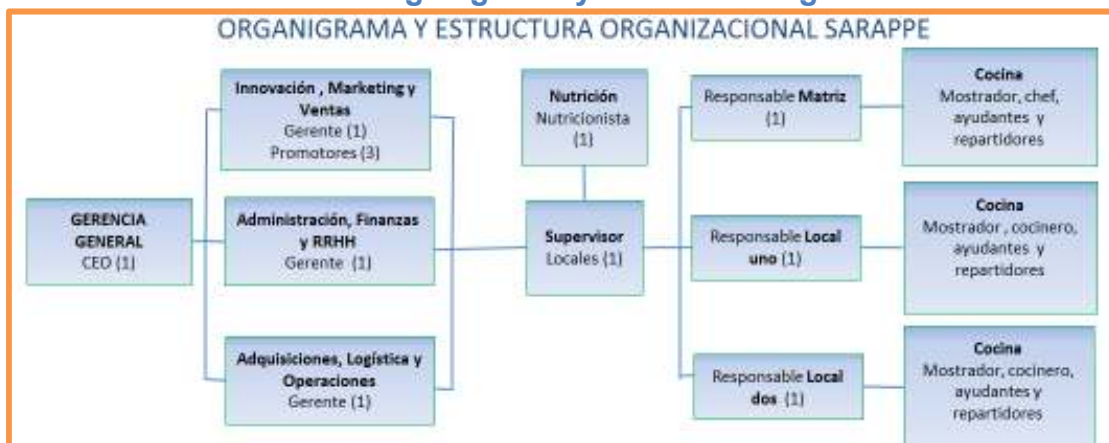 ORGANIGRAMA Y ESTRUCTURA ORGANIZACIONAL SARAPPE
GERENCIA
GENERAL
CEO (1)
Innovación , Marketing y
Ventas
Gerente (1)
Promotores (3)
Administración, Finanzas
y RRHH
Gerente (1)
Adquisiciones, Logística y
Operaciones
Gerente (1)
Nutrición
Nutricionista
(1)
Supervisor
Locales (1)
Responsable Matriz
(1)
Responsable Local
uno (1)
Responsable Local
dos (1)
Cocina
Mostrador, chef,
ayudantes y
repartidores
Cocina
Mostrador , cocinero,
ayudantes y
repartidores
Cocina
Mostrador, cocinero,
ayudantes y
repartidores